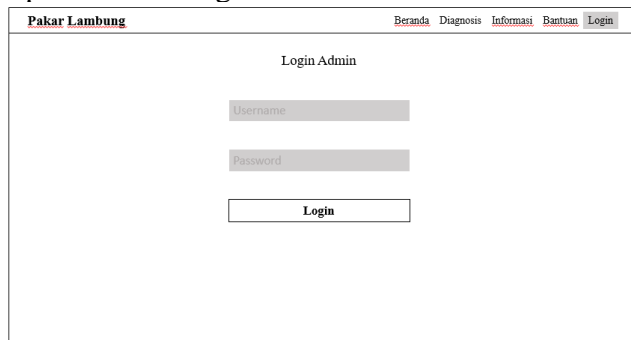 Pakar Lambung Beranda Diagnosis Informasi Bantuan Login
Login Admin
Username
Password
Login